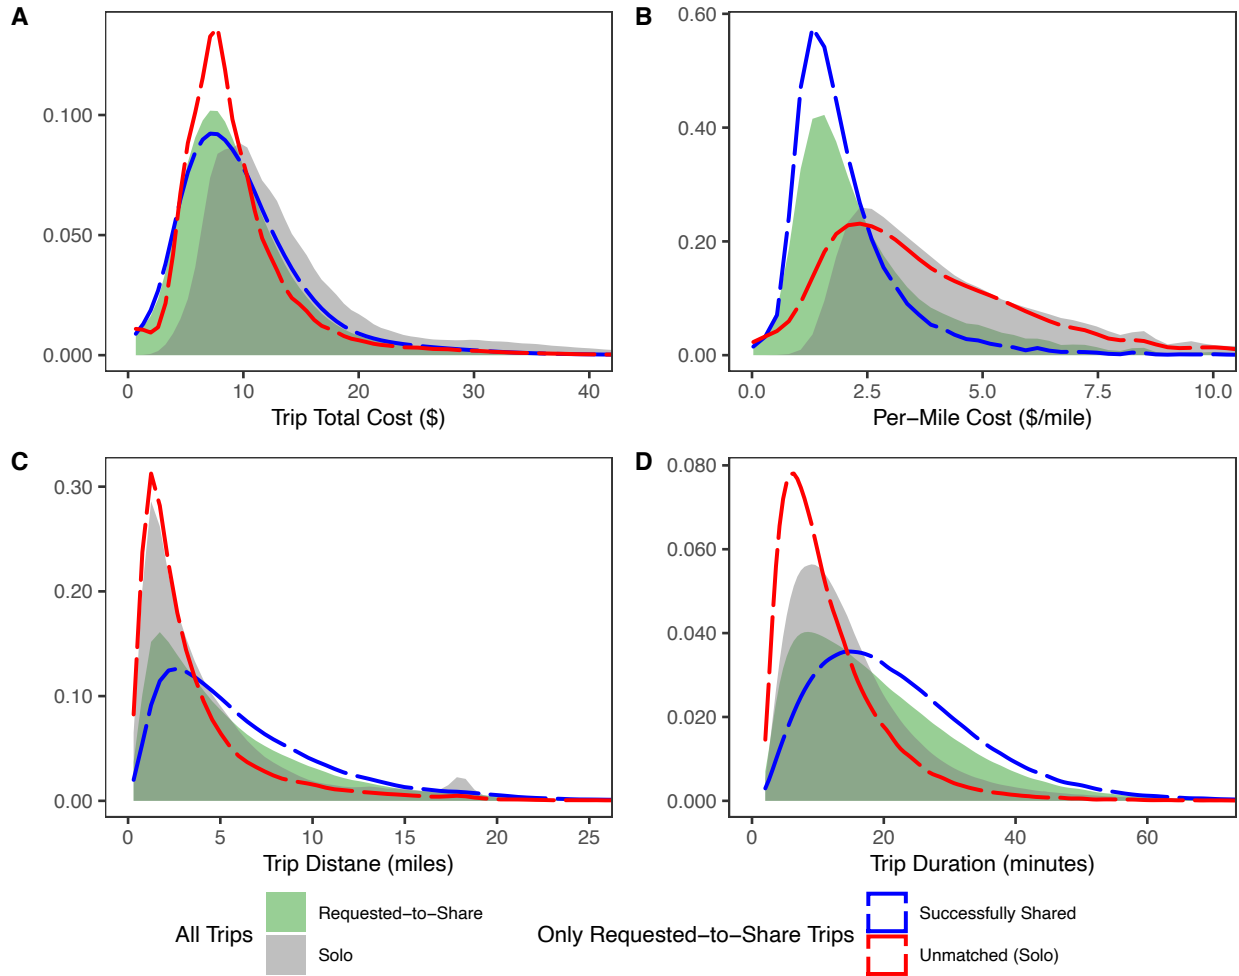 A
0.100
0.050
0.000
0 10 20 30 40
Trip Total Cost ($)
B
0.60
0.40
0.20
0.00
0.0 2.5 5.0 7.5 10.0
Per−Mile Cost ($/mile)
C
0.30
0.20
0.10
0.00
0 5 10 15 20 25
Trip Distane (miles)
D
0.080
0.060
0.040
0.020
0.000
0 20 40 60
Trip Duration (minutes)
All Trips
Requested−to−Share
Solo
Only Requested−to−Share Trips
Successfully Shared
Unmatched (Solo)